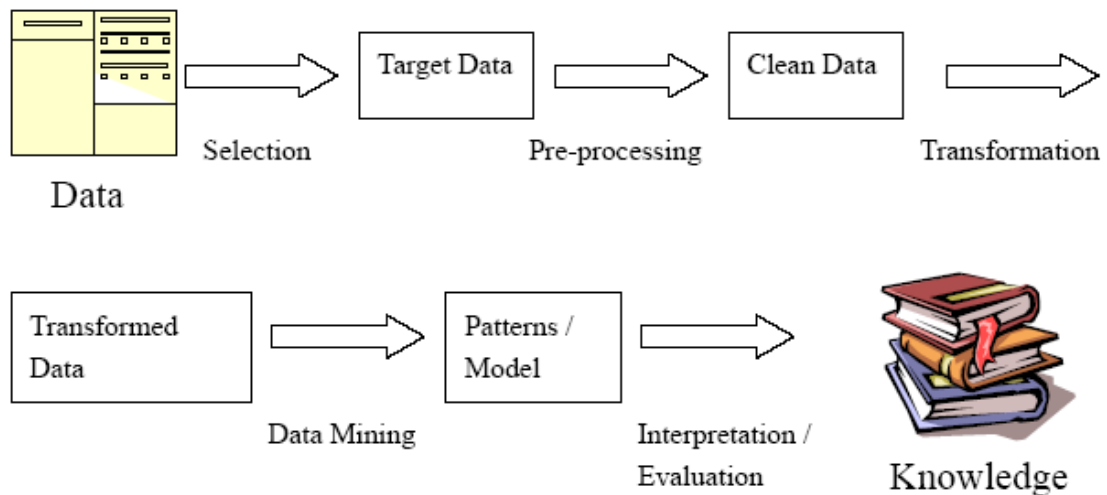 Target Data
Clean Data
Selection
Pre-processing
Transformation
Data
Transformed
Data
Patterns /
Model
Data Mining
Interpretation /
Evaluation
Knowledge